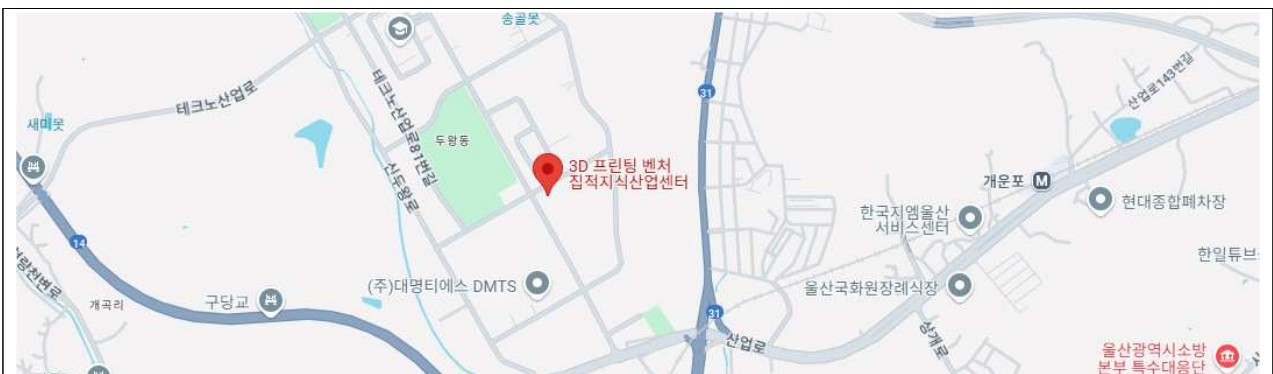 송골못
31
산업로143번길
테크노산업로
새미못
테크노산업로81번길
두왕동
신두왕로
3D 프린팅 벤처
집적지식산업센터
개운포 M
현대종합폐차장
한국지엠울산
서비스센터
14
한일튜브
(주)대명티에스 DMTS
울산국화원장례식장
개곡리
구당교
31
산업로
상개로
울산광역시소방
본부 특수대응단